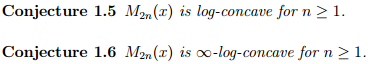 Conjecture 1.5 M₂ₙ(x) is log-concave for n ≥ 1.
Conjecture 1.6 M₂ₙ(x) is ∞-log-concave for n ≥ 1.